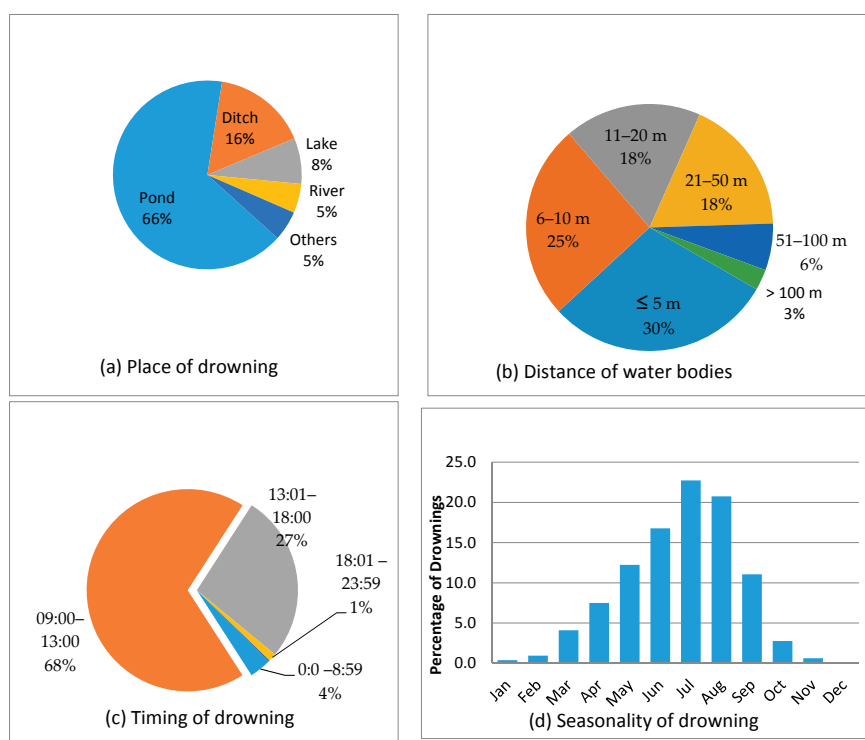 Ditch
16%
Lake
8%
River
5%
Others
5%
Pond
66%
(a) Place of drowning
11–20 m
18%
21–50 m
18%
6–10 m
25%
51–100 m
6%
> 100 m
3%
≤ 5 m
30%
(b) Distance of water bodies
13:01–
18:00
27%
18:01 –
23:59
1%
09:00–
13:00
68%
0:0 –8:59
4%
(c) Timing of drowning
Percentage of Drownings
25.0
20.0
15.0
10.0
5.0
0.0
Jan
Feb
Mar
Apr
May
Jun
Jul
Aug
Sep
Oct
Nov
Dec
(d) Seasonality of drowning